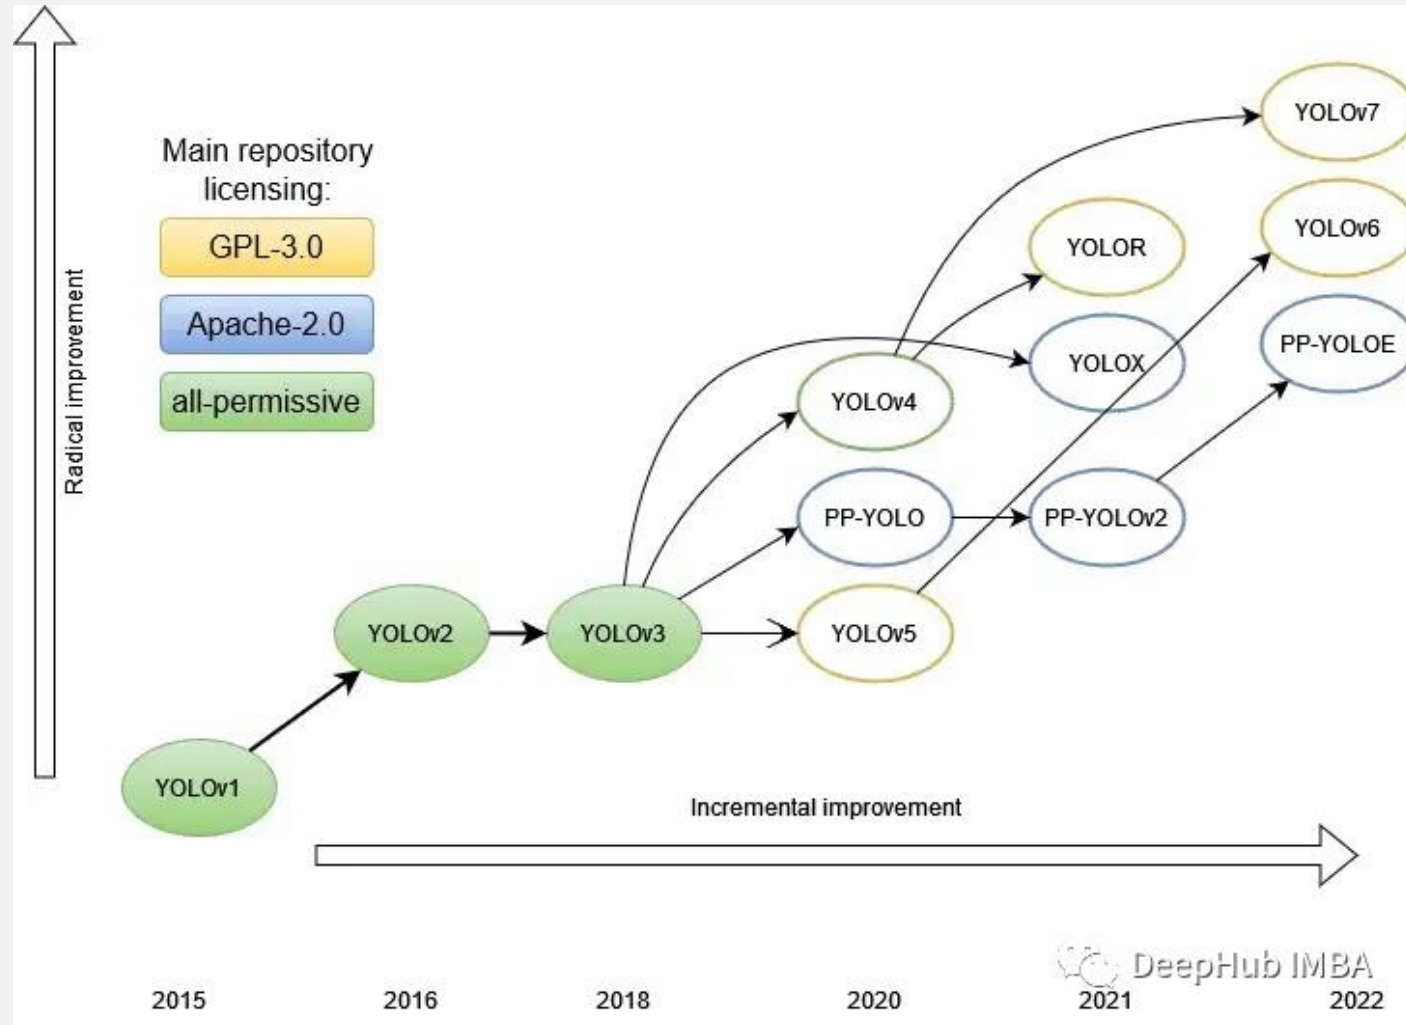 Main repository
licensing:
GPL-3.0
Apache-2.0
all-permissive
Radical improvement
YOLOv7
YOLOv6
YOLOR
PP-YOLOE
YOLOX
YOLOv4
PP-YOLO
PP-YOLOv2
YOLOv2
YOLOv3
YOLOv5
YOLOv1
Incremental improvement
DeepHub IMBA
2015
2016
2018
2020
2021
2022